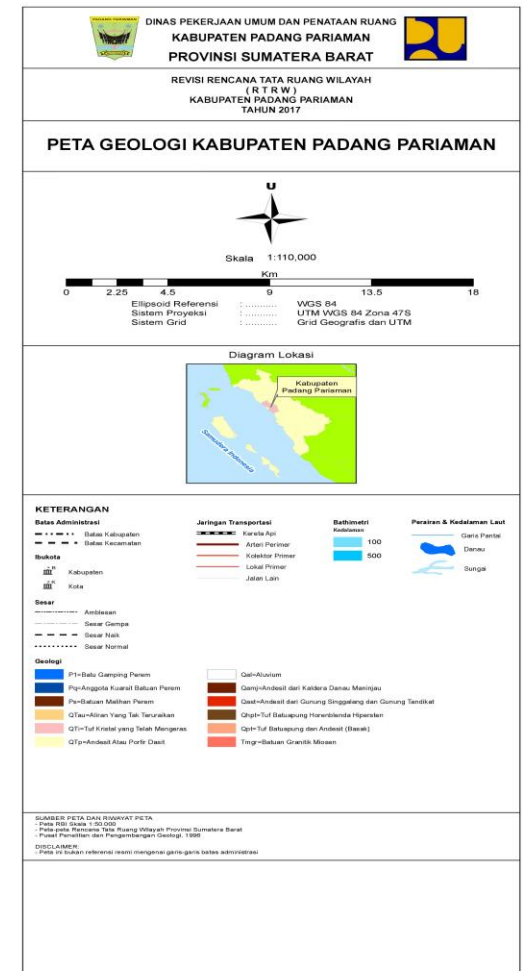 PADANG PARIAMAN
DINAS PEKERJAAN UMUM DAN PENATAAN RUANG
KABUPATEN PADANG PARIAMAN
PROVINSI SUMATERA BARAT
REVISI RENCANA TATA RUANG WILAYAH
( R T R W )
KABUPATEN PADANG PARIAMAN
TAHUN 2017
PETA GEOLOGI KABUPATEN PADANG PARIAMAN
U
Skala 1:110,000
Km
0 2.25 4.5 9 13.5 18
Ellipsoid Referensi : ........... WGS 84
Sistem Proyeksi : ........... UTM WGS 84 Zona 47S
Sistem Grid : ........... Grid Geografis dan UTM
Diagram Lokasi
Kabupaten
Padang Pariaman
Samudera Indonesia
KETERANGAN
Batas Administrasi
Batas Kabupaten
Batas Kecamatan
Ibukota
Kabupaten
Kota
Sesar
Amblesan
Sesar Gempa
Sesar Naik
Sesar Normal
Jaringan Transportasi
Kereta Api
Arteri Perimer
Kolektor Primer
Lokal Primer
Jalan Lain
Bathimetri
Kedalaman
100
500
Perairan & Kedalaman Laut
Garis Pantai
Danau
Sungai
Geologi
P1=Batu Gamping Perem
Pq=Anggota Kuarsit Batuan Perem
Ps=Batuan Malihan Perem
QTau=Aliran Yang Tak Teruraikan
QTt=Tuf Kristal yang Telah Mengeras
QTp=Andesit Atau Porfir Dasit
Qal=Aluvium
Qamj=Andesit dari Kaldera Danau Meninjau
Qast=Andesit dari Gunung Singgalang dan Gunung Tandikat
Qhpt=Tuf Batuapung Horenblenda Hipersten
Qpt=Tuf Batuapung dan Andesit (Basak)
Tmgr=Batuan Granitik Miosen
SUMBER PETA DAN RIWAYAT PETA
- Peta RBI Skala 1:50.000
- Peta-peta Rencana Tata Ruang Wilayah Provinsi Sumatera Barat
- Pusat Penelitian dan Pengembangan Geologi, 1996
DISCLAIMER:
- Peta ini bukan referensi resmi mengenai garis-garis batas administrasi